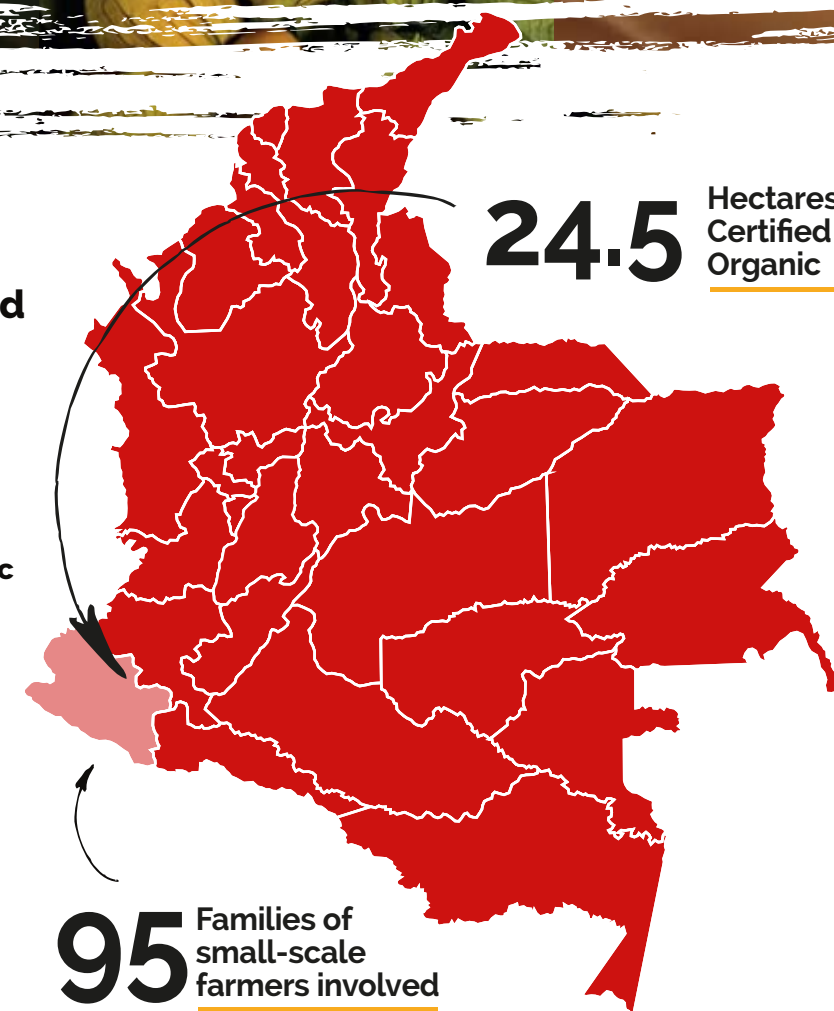 24.5
Hectares
Certified
Organic
d
c
95
Families of
small-scale
farmers involved